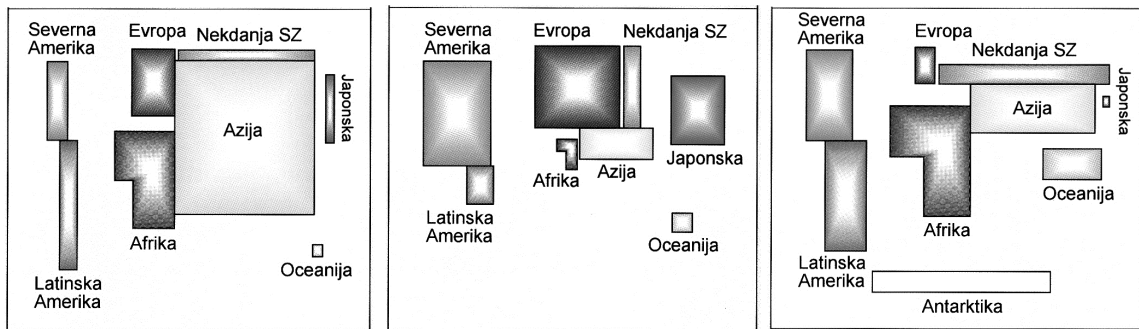 Severna
Amerika
Evropa
Nekdanja SZ
Azija
Japonska
Afrika
Latinska
Amerika
Oceanija
Severna
Amerika
Evropa
Nekdanja SZ
Afrika
Azija
Japonska
Latinska
Amerika
Oceanija
Severna
Amerika
Evropa
Nekdanja SZ
Azija
Japonska
Oceanija
Afrika
Latinska
Amerika
Antarktika